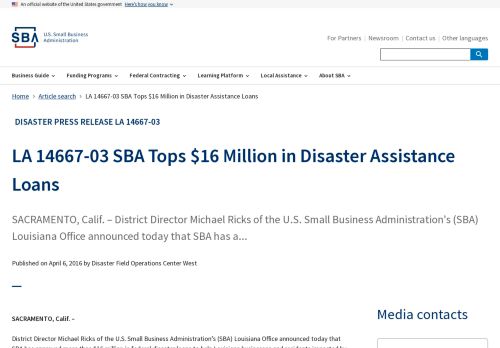 An official website of the United States government Here's how you know
SBA U.S. Small Business
Administration
For Partners | Newsroom | Contact us | Other languages
Business Guide Funding Programs Federal Contracting Learning Platform Local Assistance About SBA
Home › Article search › LA 14667-03 SBA Tops $16 Million in Disaster Assistance Loans
DISASTER PRESS RELEASE LA 14667-03
LA 14667-03 SBA Tops $16 Million in Disaster Assistance
Loans
SACRAMENTO, Calif. – District Director Michael Ricks of the U.S. Small Business Administration's (SBA)
Louisiana Office announced today that SBA has a...
Published on April 6, 2016 by Disaster Field Operations Center West
Media contacts
SACRAMENTO, Calif. –
District Director Michael Ricks of the U.S. Small Business Administration's (SBA) Louisiana Office announced today that